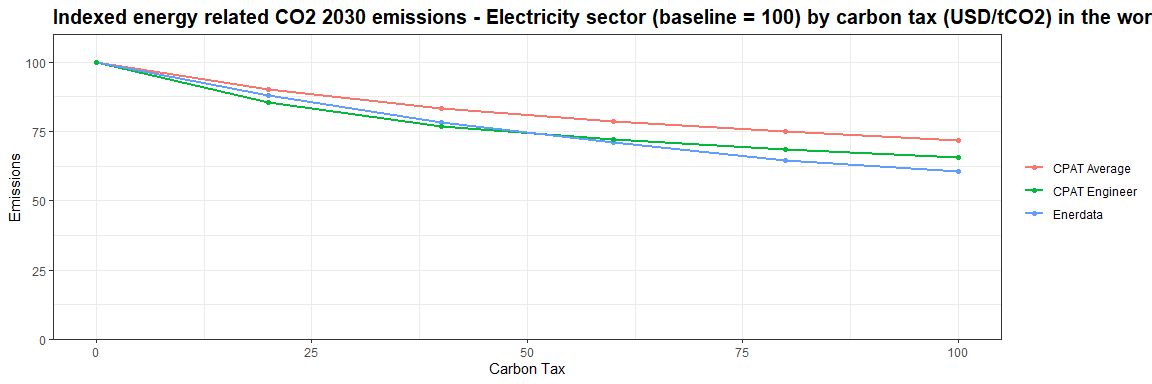 Indexed energy related CO2 2030 emissions - Electricity sector (baseline = 100) by carbon tax (USD/tCO2) in the wor
100
75
50
25
0
Emissions
0
25
50
75
100
Carbon Tax
CPAT Average
CPAT Engineer
Enerdata